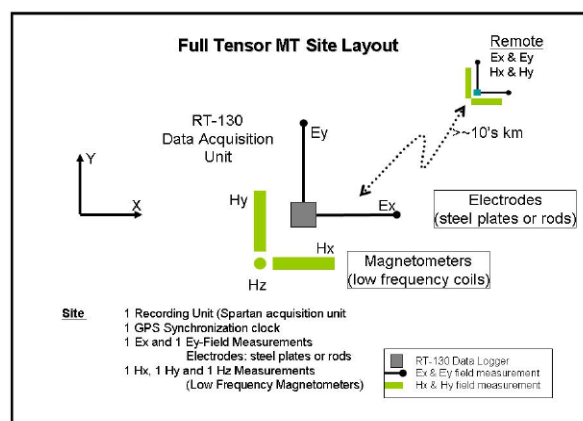 Full Tensor MT Site Layout
Remote
Ex & Ey
Hx & Hy
RT-130
Data Acquisition
Unit
Ey
>~10's km
Y
X
Hy
Ex
Electrodes
(steel plates or rods)
Hx
Hz
Magnetometers
(low frequency coils)
Site 1 Recording Unit (Spartan acquisition unit
1 GPS Synchronization clock
1 Ex and 1 Ey-Field Measurements
Electrodes: steel plates or rods
1 Hx, 1 Hy and 1 Hz Measurements
(Low Frequency Magnetometers)
RT-130 Data Logger
Ex & Ey field measurement
Hx & Hy field measurement